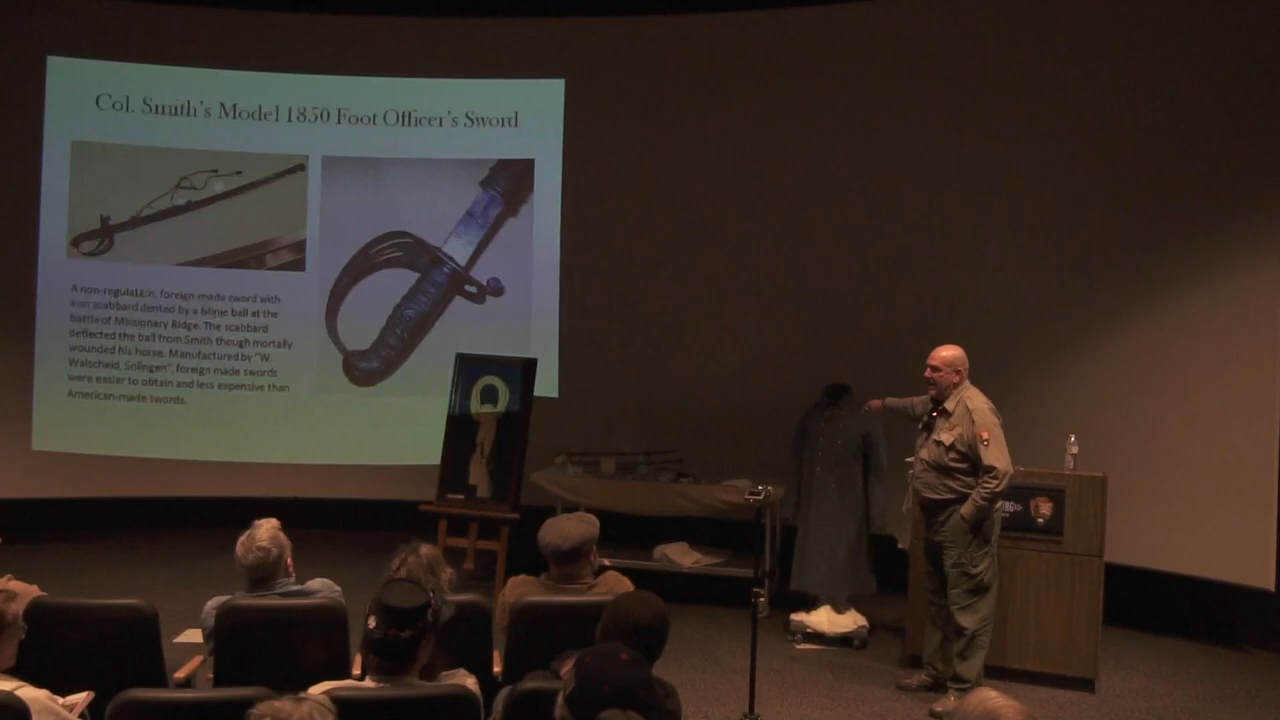 Col. Smith's Model 1850 Foot Officer's Sword
A non-regulation, foreign-made sword with
iron scabbard dented by a Minie ball at the
battle of Missionary Ridge. The scabbard
deflected the ball from Smith though mortally
wounded his horse. Manufactured by "W.
Walscheid, Solingen", foreign made swords
were easier to obtain and less expensive than
American-made swords.